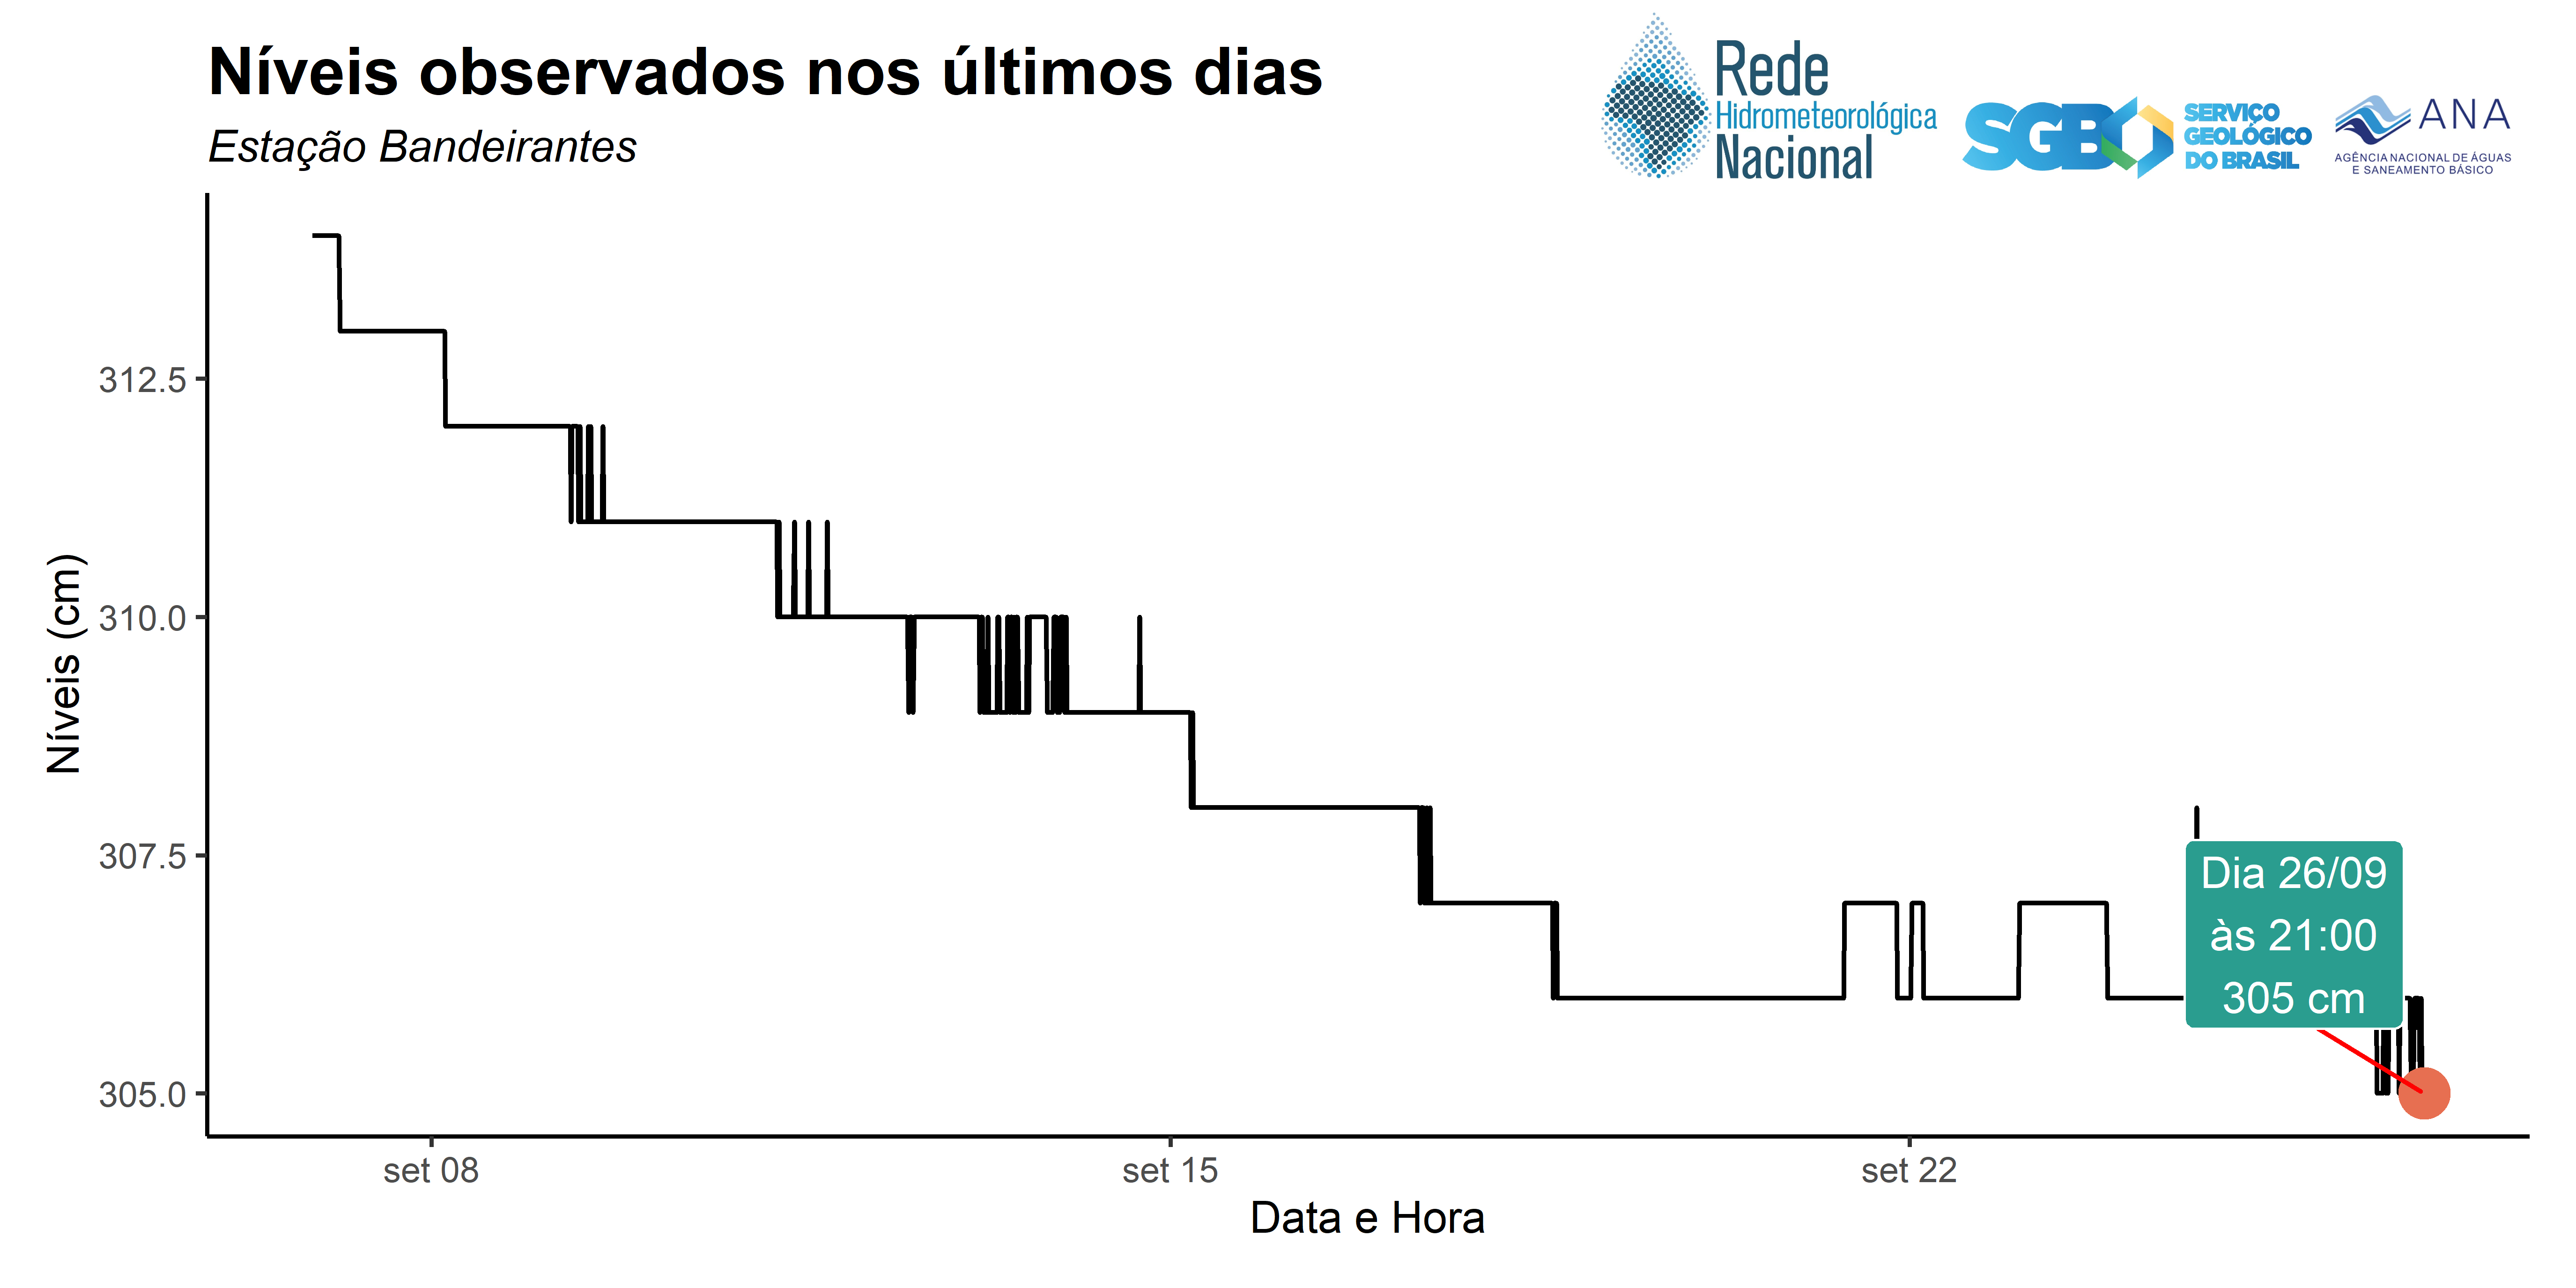 Níveis observados nos últimos dias
Estação Bandeirantes
Rede
Hidrometeorológica
Nacional
SGB
SERVIÇO
GEOLÓGICO
DO BRASIL
ANA
AGÊNCIA NACIONAL DE ÁGUAS
E SANEAMENTO BÁSICO
Níveis (cm)
312.5
310.0
307.5
305.0
Dia 26/09
às 21:00
305 cm
set 08
set 15
set 22
Data e Hora